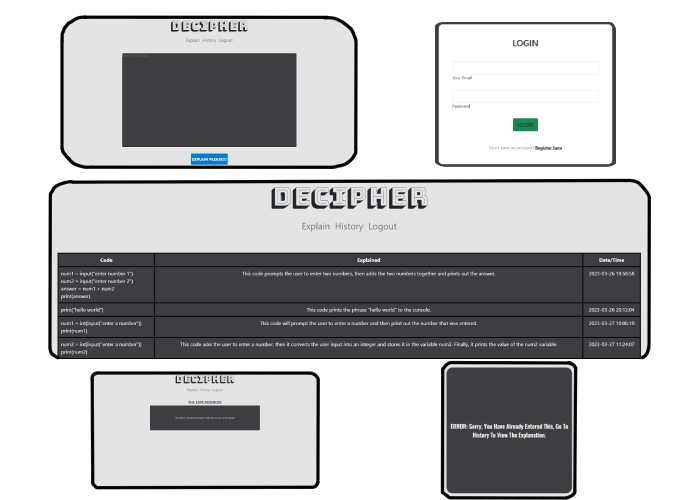 DECIPHER
Explain History Logout
EXPLAIN PLEASE!!
LOGIN
Your Email
Password
LOGIN
Don't have an account? Register here
DECIPHER
Explain History Logout
Code Explained Date/Time
num1 = input("enter number 1")
num2 = input("enter number 2")
answer = num1 + num2
print(answer)
This code prompts the user to enter two numbers, then adds the two numbers together and prints out the answer.
2023-03-26 19:58:58
print("hello world")
This code prints the phrase "hello world" to the console.
2023-03-26 20:12:04
num1 = int(input("enter a number"))
print(num1)
This code will prompt the user to enter a number and then print out the number that was entered.
2023-03-27 10:06:10
num2 = int(input("enter a number"))
print(num2)
This code asks the user to enter a number, then it converts the user input into an integer and stores it in the variable num2. Finally, it prints the value of the num2 variable.
2023-03-27 11:24:07
DECIPHER
Explain History Logout
THE EXPLANATION:
ERROR: Sorry, You Have Already Entered This, Go To
History To View The Explanation.